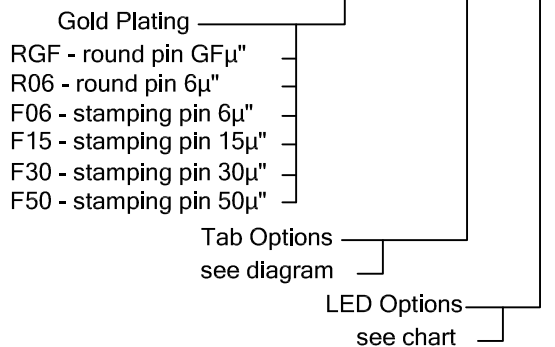 Gold Plating
RGF - round pin GFµ"
R06 - round pin 6µ"
F06 - stamping pin 6µ"
F15 - stamping pin 15µ"
F30 - stamping pin 30µ"
F50 - stamping pin 50µ"
Tab Options
see diagram
LED Options
see chart